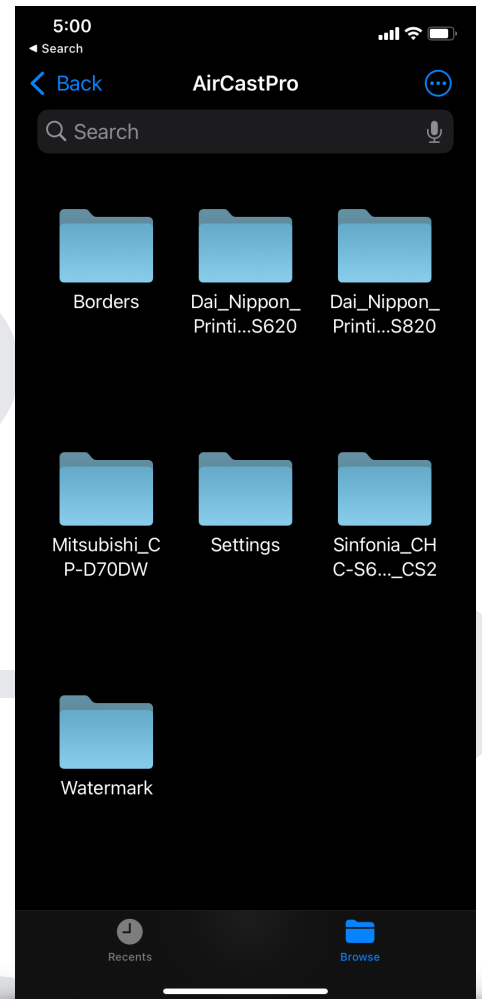 5:00
Search
Back
AirCastPro
Search
Borders
Dai_Nippon_
Printi...S620
Dai_Nippon_
Printi...S820
Mitsubishi_C
P-D70DW
Settings
Sinfonia_CH
C-S6..._CS2
Watermark
Recents
Browse